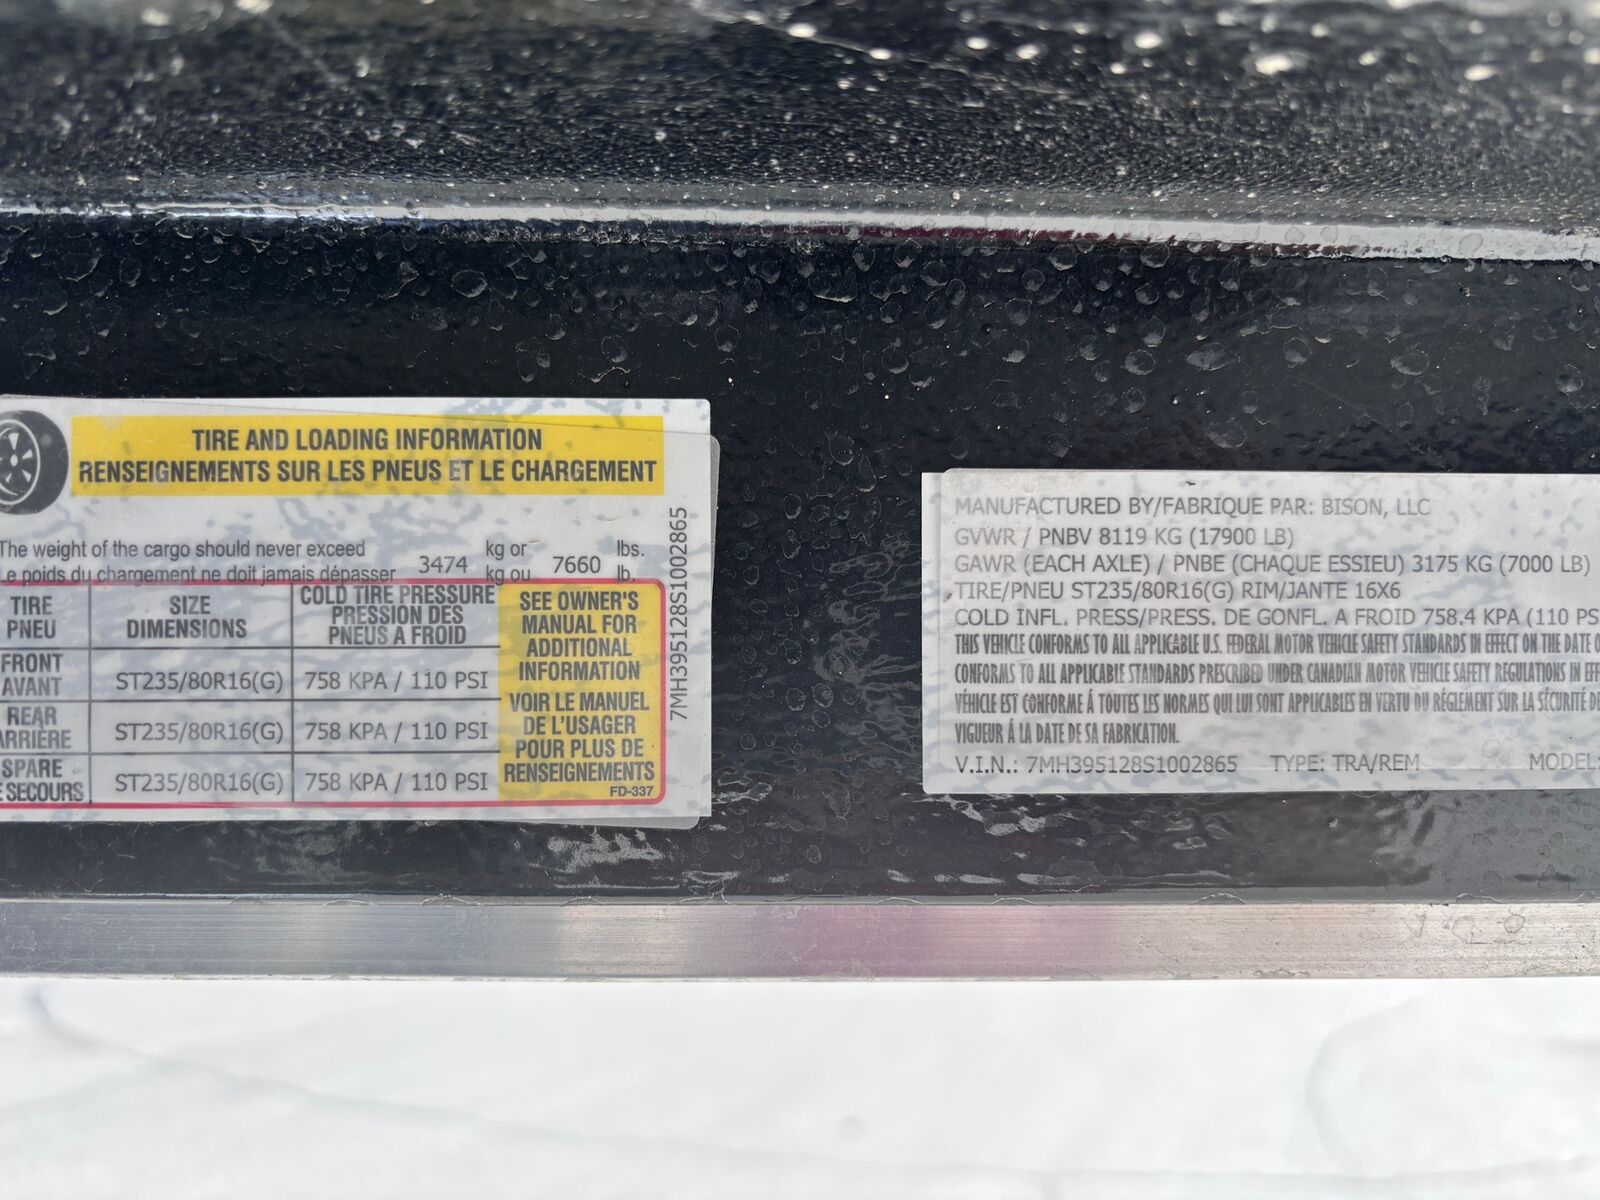 TIRE AND LOADING INFORMATION
RENSEIGNEMENTS SUR LES PNEUS ET LE CHARGEMENT
The weight of the cargo should never exceed 3474 kg or 7660 lbs.
Le poids du chargement ne doit jamais dépasser kg ou lb.
TIRE PNEU
SIZE DIMENSIONS
COLD TIRE PRESSURE
PRESSION DES
PNEUS A FROID
FRONT AVANT ST235/80R16(G) 758 KPA / 110 PSI
REAR ARRIÈRE ST235/80R16(G) 758 KPA / 110 PSI
SPARE SECOURS ST235/80R16(G) 758 KPA / 110 PSI
SEE OWNER'S
MANUAL FOR
ADDITIONAL
INFORMATION
VOIR LE MANUEL
DE L'USAGER
POUR PLUS DE
RENSEIGNEMENTS
FD-337
7MH395128S1002865
MANUFACTURED BY/FABRIQUE PAR: BISON, LLC
GVWR / PNBV 8119 KG (17900 LB)
GAWR (EACH AXLE) / PNBE (CHAQUE ESSIEU) 3175 KG (7000 LB)
TIRE/PNEU ST235/80R16(G) RIM/JANTE 16X6
COLD INFL. PRESS/PRESS. DE GONFL. A FROID 758.4 KPA (110 PS
THIS VEHICLE CONFORMS TO ALL APPLICABLE U.S. FEDERAL MOTOR VEHICLE SAFETY STANDARDS IN EFFECT ON THE DATE O
CONFORMS TO ALL APPLICABLE STANDARDS PRESCRIBED UNDER CANADIAN MOTOR VEHICLE SAFETY REGULATIONS IN EFF
VÉHICLE EST CONFORME Á TOUTES LES NORMES QUI LUI SONT APPLICABLES EN VERTU DU RÉGLEMENT SUR LA SÉCURITÉ DE
VIGUEUR Á LA DATE DE SA FABRICATION.
V.I.N.: 7MH395128S1002865 TYPE: TRA/REM MODEL: